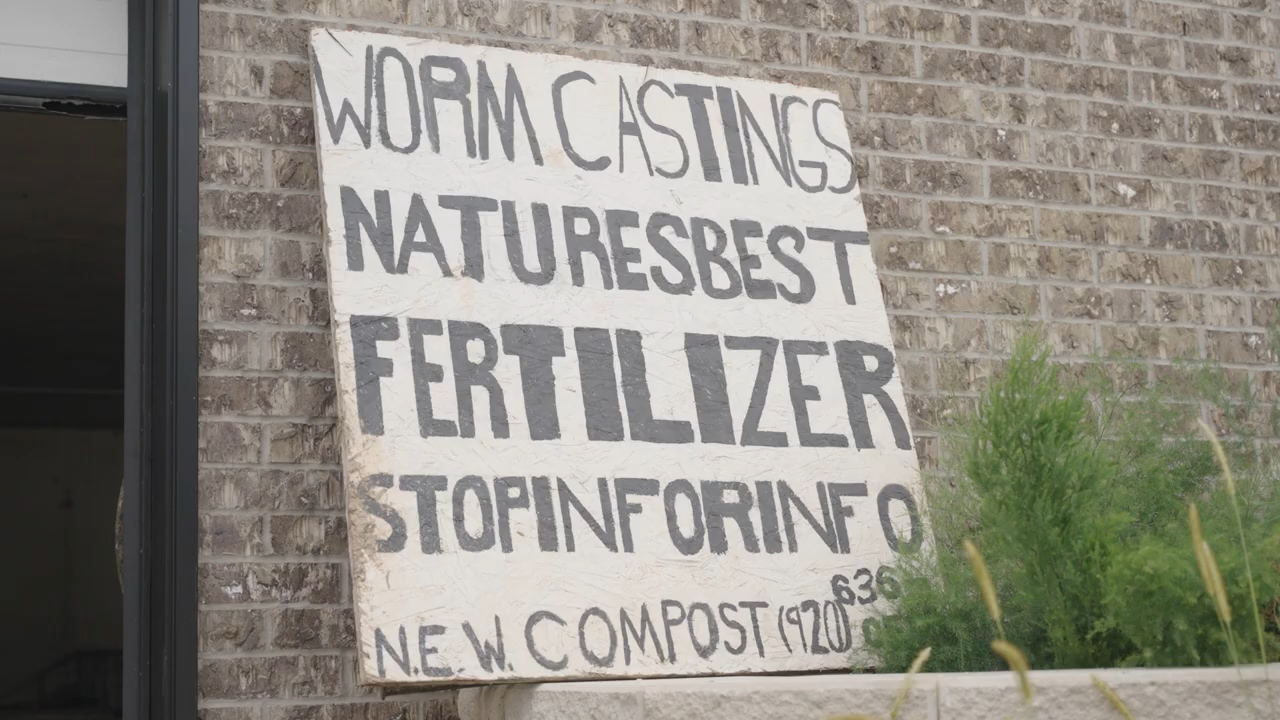 WORM CASTINGS
NATURESBEST
FERTILIZER
STOPINFORINFO
N.E.W. COMPOST (920) 636